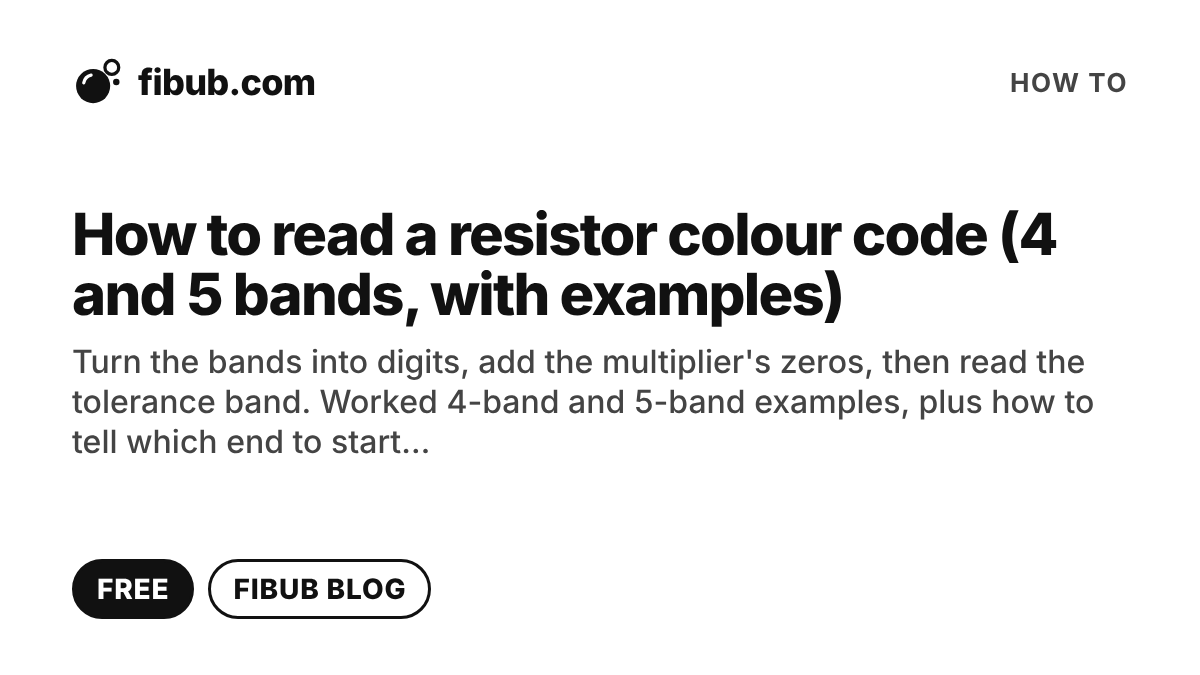 fibub.com
HOW TO
How to read a resistor colour code (4
and 5 bands, with examples)
Turn the bands into digits, add the multiplier's zeros, then read the
tolerance band. Worked 4-band and 5-band examples, plus how to
tell which end to start...
FREE
FIBUB BLOG